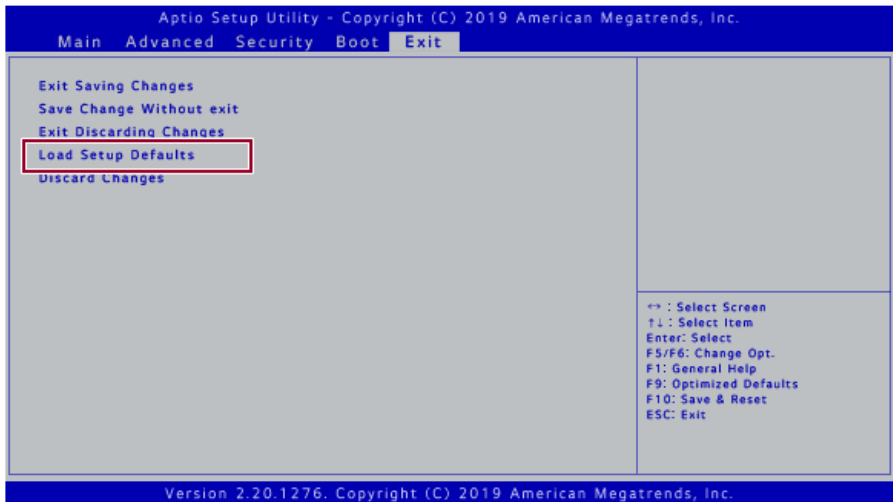 Aptio Setup Utility - Copyright (C) 2019 American Megatrends, Inc.
Main Advanced Security Boot Exit
Exit Saving Changes
Save Change Without exit
Exit Discarding Changes
Load Setup Defaults
Discard Changes
↔ : Select Screen
↑↓ : Select Item
Enter: Select
F5/F6: Change Opt.
F1: General Help
F9: Optimized Defaults
F10: Save & Reset
ESC: Exit
Version 2.20.1276. Copyright (C) 2019 American Megatrends, Inc.